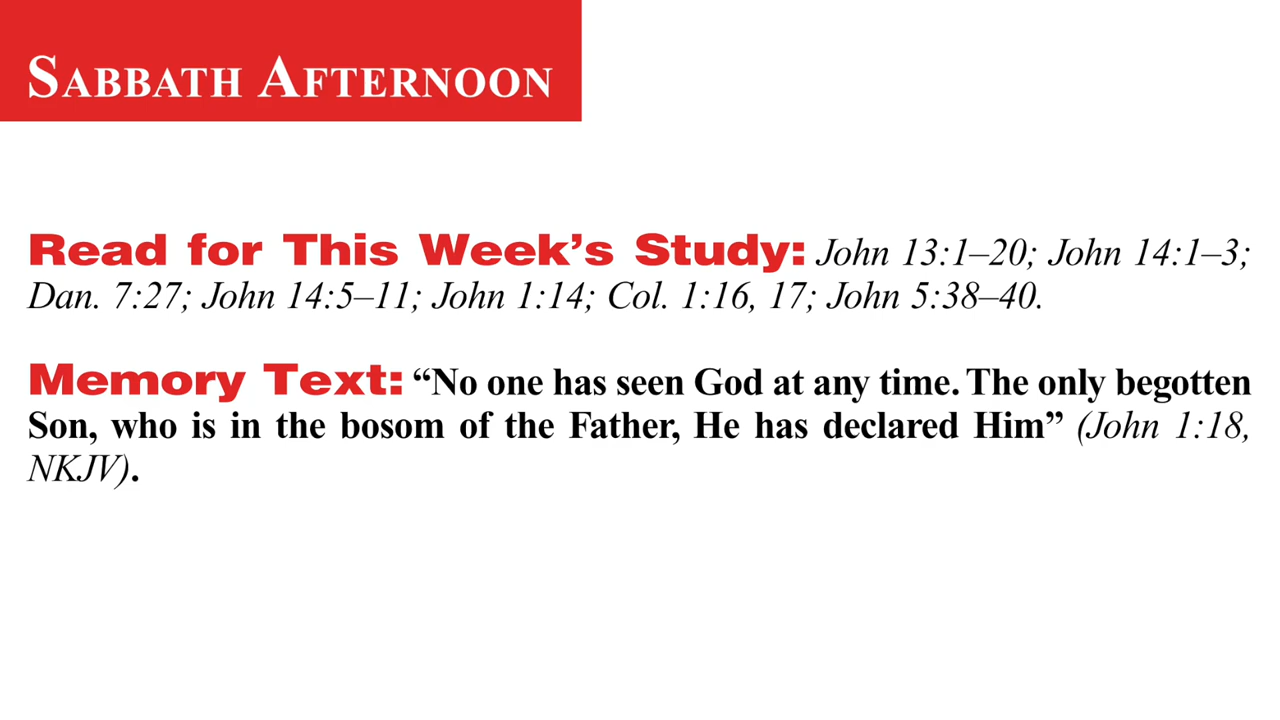 SABBATH AFTERNOON
Read for This Week’s Study: John 13:1–20; John 14:1–3;
Dan. 7:27; John 14:5–11; John 1:14; Col. 1:16, 17; John 5:38–40.
Memory Text: “No one has seen God at any time. The only begotten
Son, who is in the bosom of the Father, He has declared Him” (John 1:18,
NKJV).